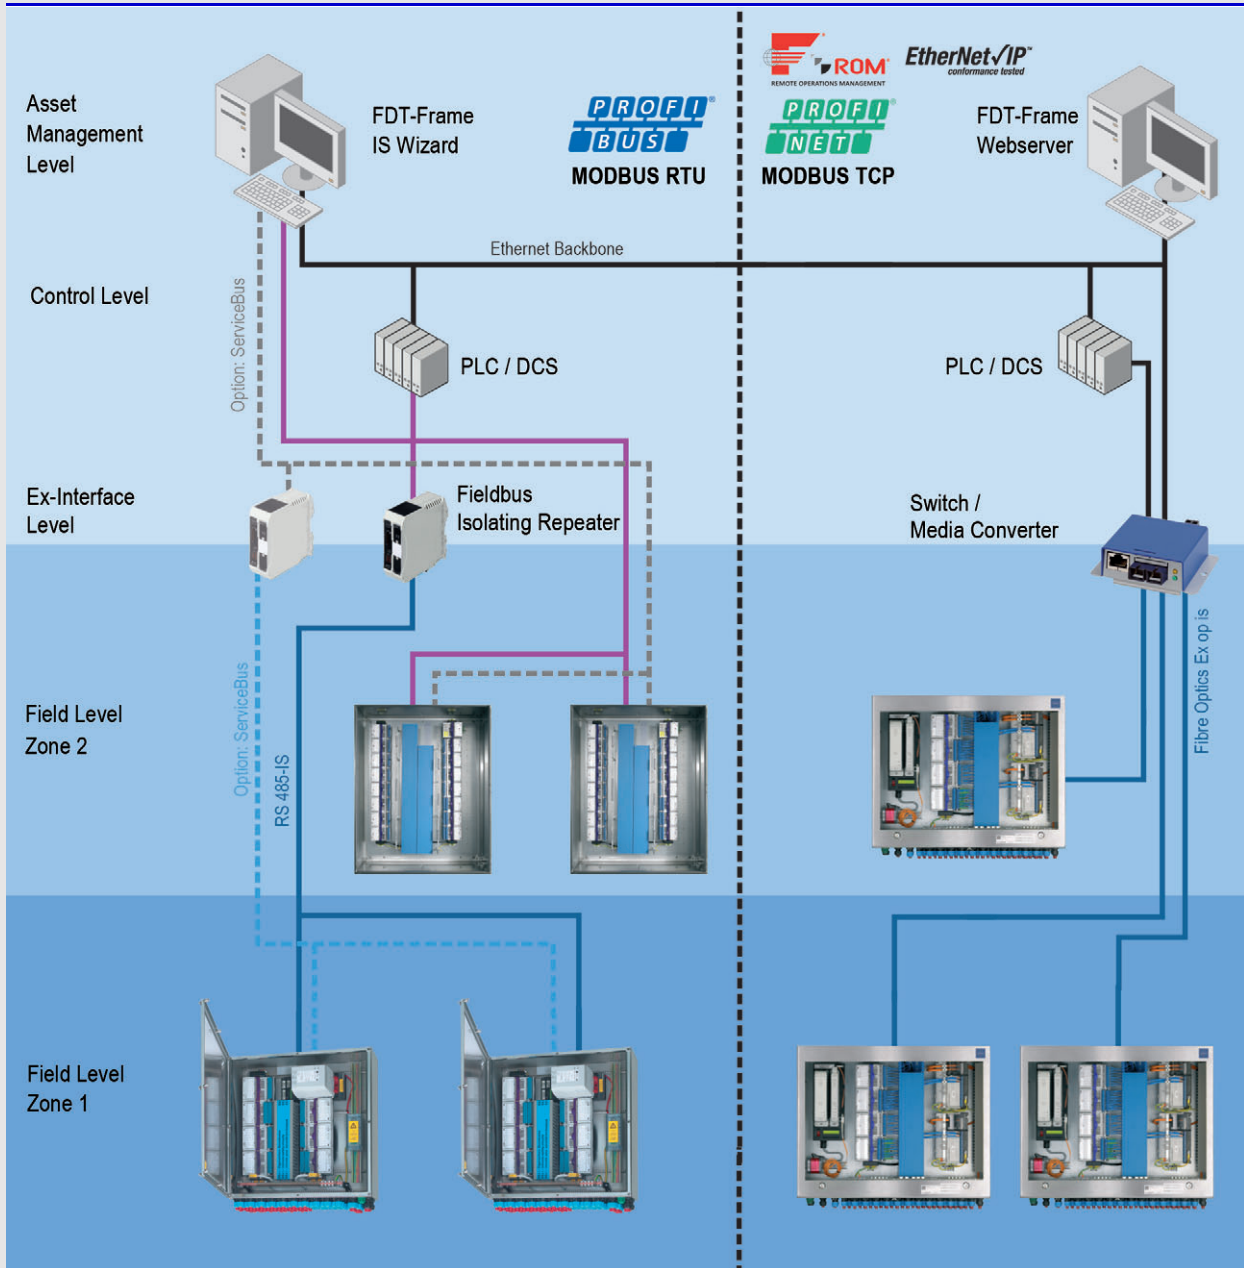 Asset
Management
Level
FDT-Frame
IS Wizard
PROFI
BUS
MODBUS RTU
F ROM
REMOTE OPERATIONS MANAGEMENT
EtherNet/IP™
conformance tested
PROFI
NET
MODBUS TCP
FDT-Frame
Webserver
Ethernet Backbone
Control Level
Option: ServiceBus
PLC / DCS
PLC / DCS
Ex-Interface
Level
Fieldbus
Isolating Repeater
Switch /
Media Converter
Field Level
Zone 2
Option: ServiceBus
RS 485-IS
Fibre Optics Ex op is
Field Level
Zone 1